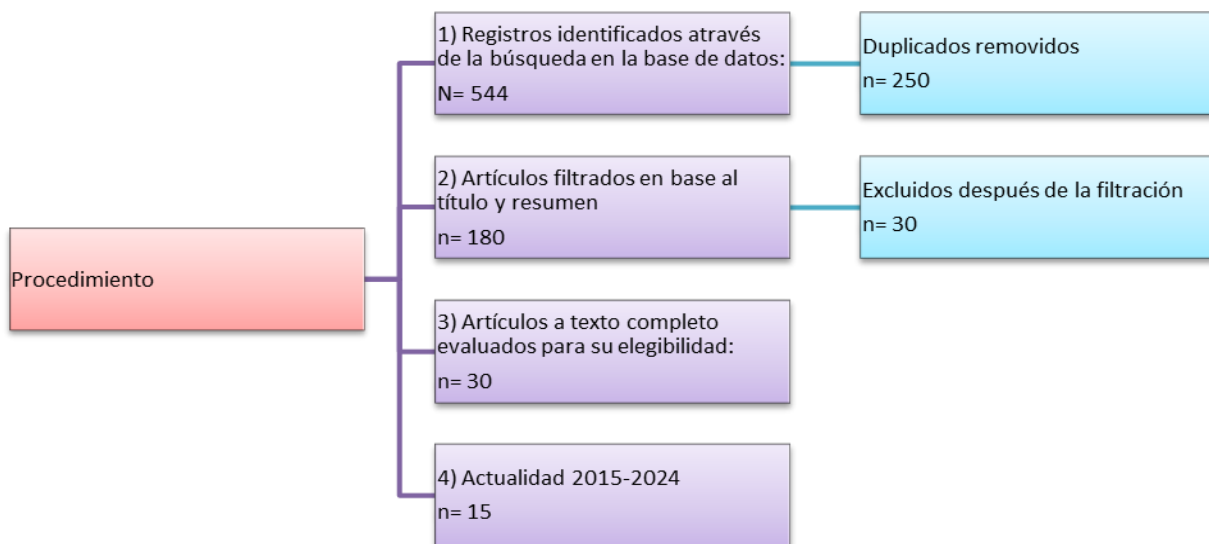 Procedimiento
1) Registros identificados através
de la búsqueda en la base de datos:
N= 544
Duplicados removidos
n= 250
2) Artículos filtrados en base al
título y resumen
n= 180
Excluidos después de la filtración
n= 30
3) Artículos a texto completo
evaluados para su elegibilidad:
n= 30
4) Actualidad 2015-2024
n= 15